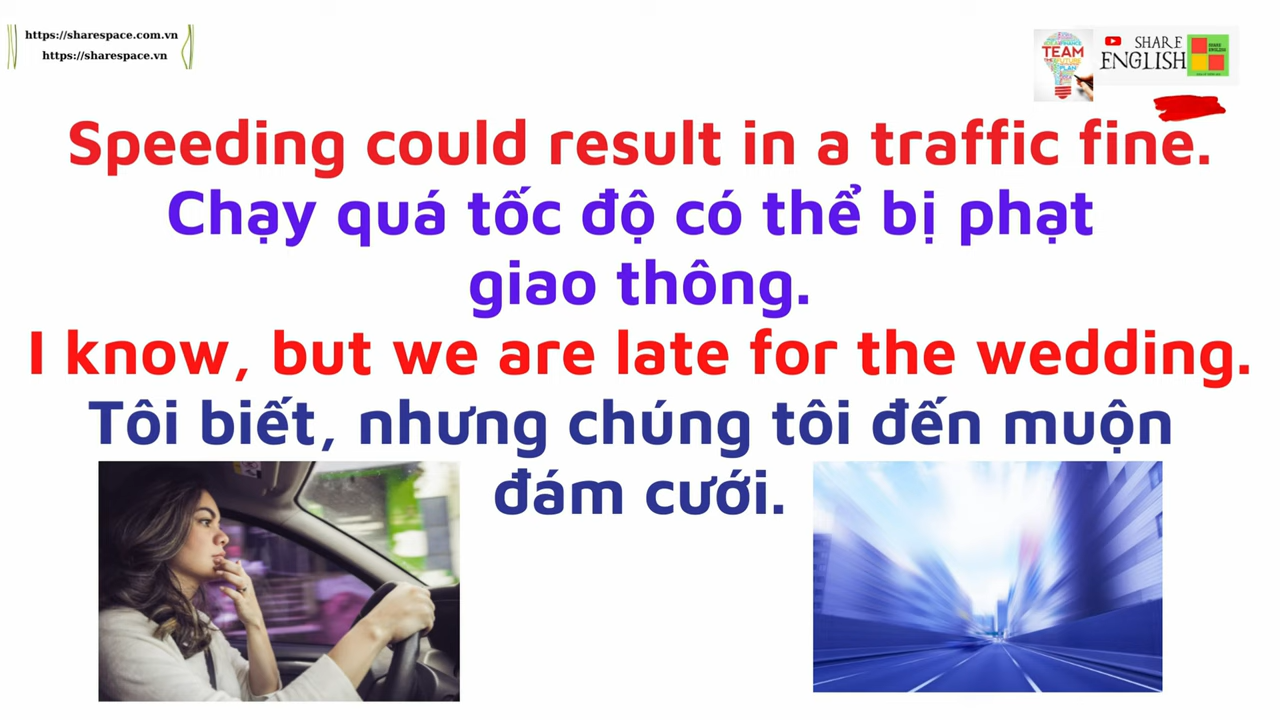 https://sharespace.com.vn
https://sharespace.vn
TEAM
PLAN
SHARE
ENGLISH
Speeding could result in a traffic fine.
Chạy quá tốc độ có thể bị phạt
giao thông.
I know, but we are late for the wedding.
Tôi biết, nhưng chúng tôi đến muộn
đám cưới.